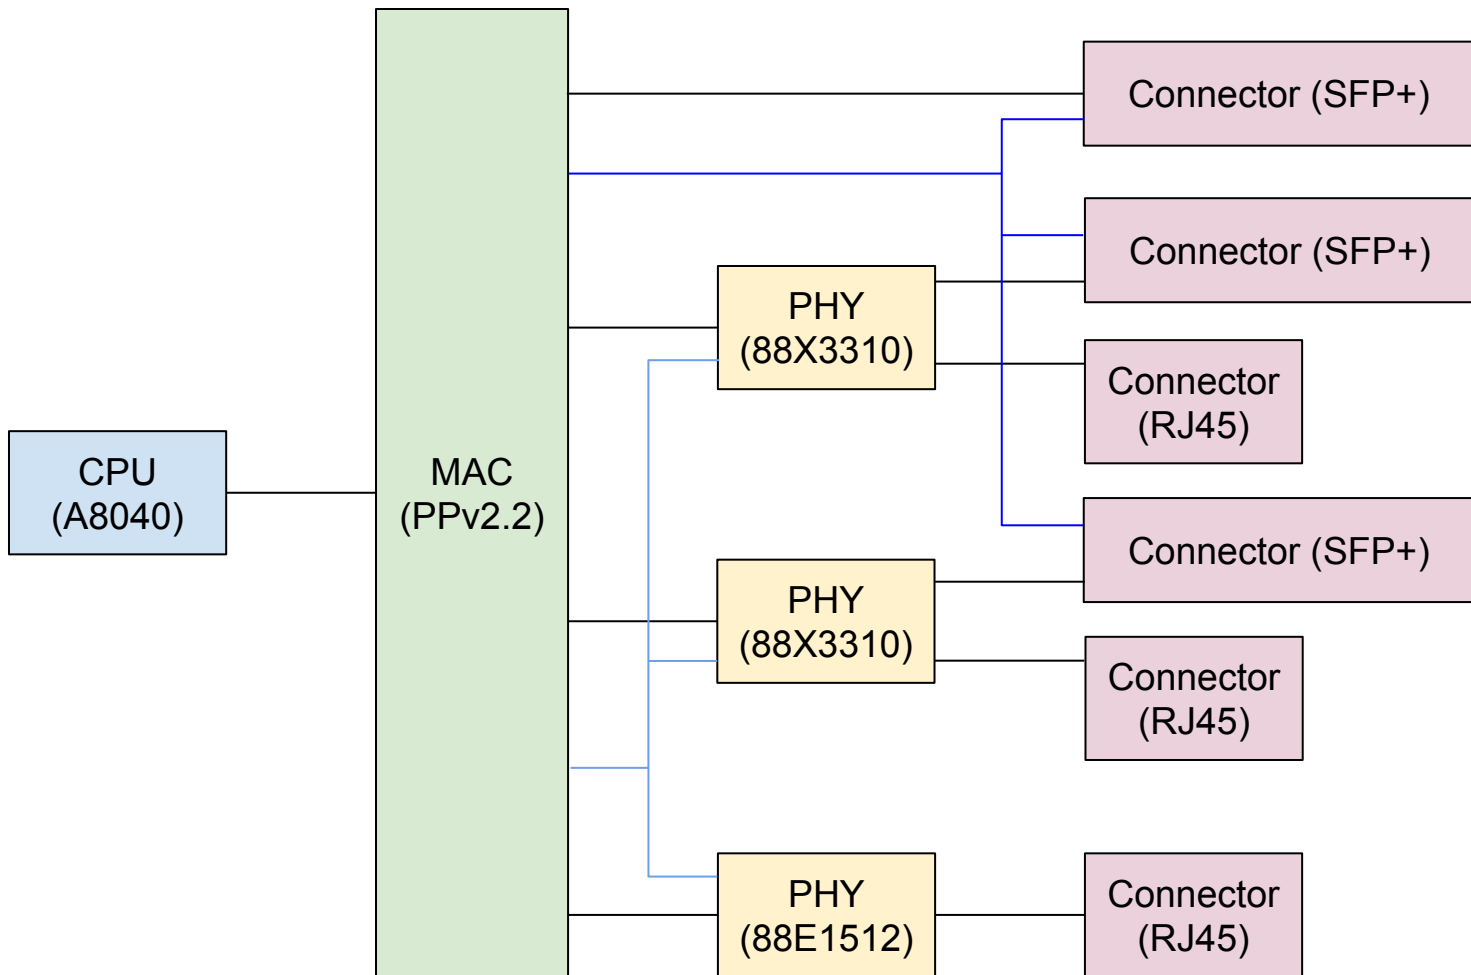 CPU
(A8040)
MAC
(PPv2.2)
PHY
(88X3310)
PHY
(88X3310)
PHY
(88E1512)
Connector (SFP+)
Connector (SFP+)
Connector
(RJ45)
Connector (SFP+)
Connector
(RJ45)
Connector
(RJ45)